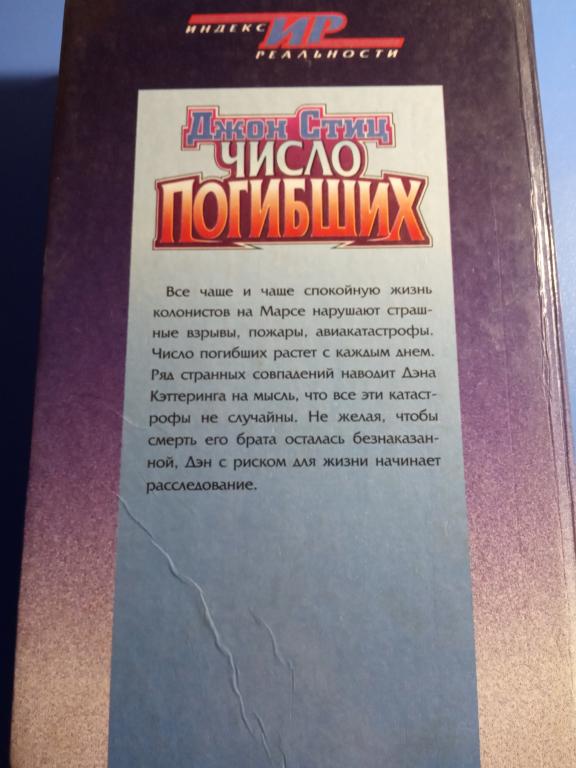 ИНДЕКС ИР
РЕАЛЬНОСТИ
Джон Стиц
ЧИСЛО
ПОГИБШИХ
Все чаще и чаще спокойную жизнь
колонистов на Марсе нарушают страш-
ные взрывы, пожары, авиакатастрофы.
Число погибших растет с каждым днем.
Ряд странных совпадений наводит Дэна
Кэттеринга на мысль, что все эти катаст-
рофы не случайны. Не желая, чтобы
смерть его брата осталась безнаказан-
ной, Дэн с риском для жизни начинает
расследование.